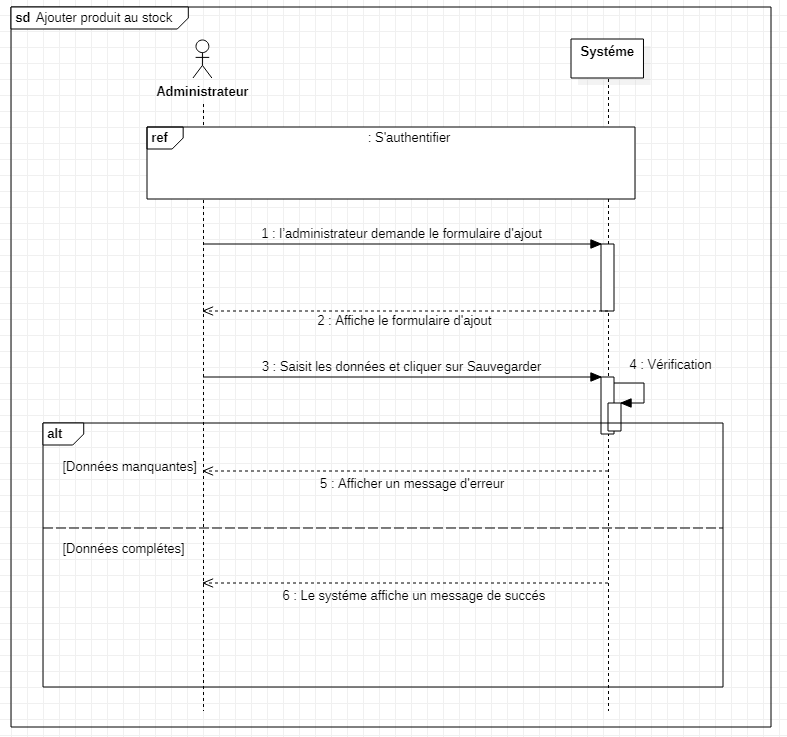 sd Ajouter produit au stock
Systéme
Administrateur
ref
: S'authentifier
1 : l'administrateur demande le formulaire d'ajout
2 : Affiche le formulaire d'ajout
3 : Saisit les données et cliquer sur Sauvegarder
4 : Vérification
alt
[Données manquantes]
5 : Afficher un message d'erreur
[Données complétes]
6 : Le systéme affiche un message de succés